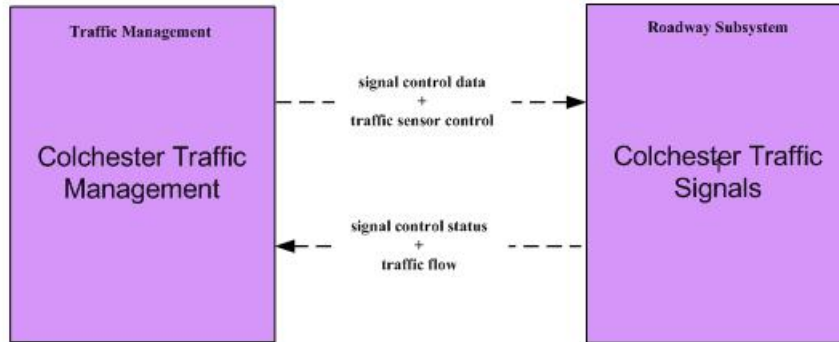 Traffic Management
Colchester Traffic
Management
signal control data
+
traffic sensor control
signal control status
+
traffic flow
Roadway Subsystem
Colchester Traffic
Signals